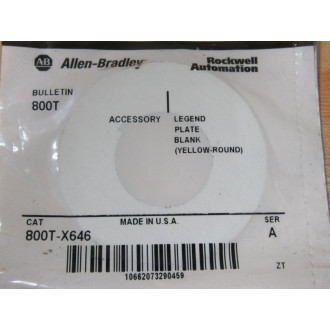 AB Allen-Bradley
Rockwell
Automation
BULLETIN
800T
ACCESSORY
LEGEND
PLATE
BLANK
(YELLOW-ROUND)
CAT
MADE IN U.S.A.
SER
800T-X646
A
10662073290459
ZT